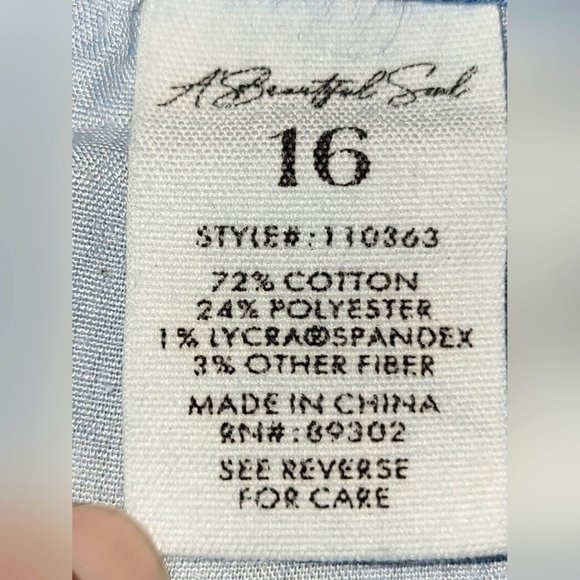 A Beautiful Soul
16
STYLE#:110363
72% COTTON
24% POLYESTER
1% LYCRA®SPANDEX
3% OTHER FIBER
MADE IN CHINA
RN#:89302
SEE REVERSE
FOR CARE